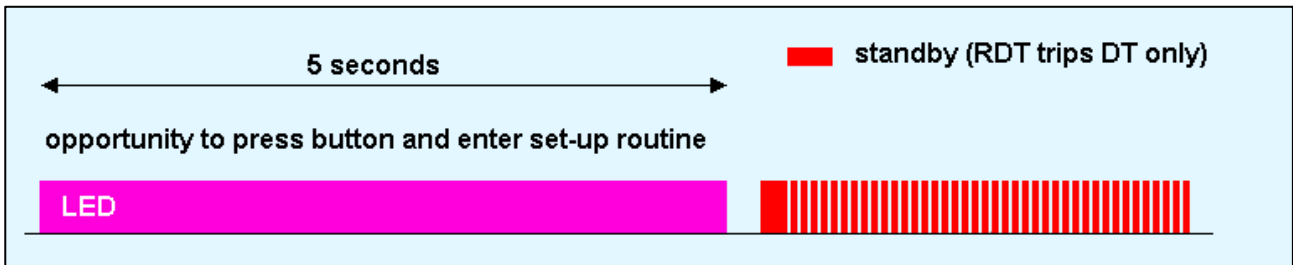 5 seconds
standby (RDT trips DT only)
opportunity to press button and enter set-up routine
LED